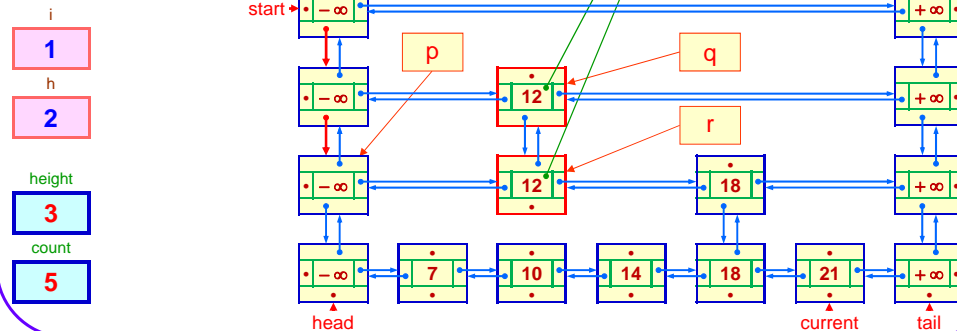 i
1
h
2
height
3
count
5
start
− ∞
+ ∞
p
q
− ∞
12
+ ∞
r
− ∞
12
18
+ ∞
− ∞
7
10
14
18
21
+ ∞
head
current
tail